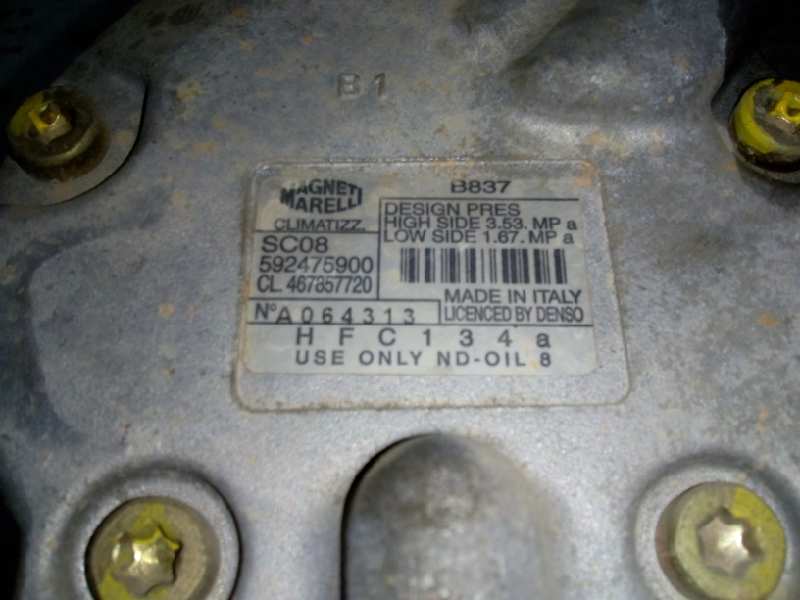 B1
MAGNETI
MARELLI
CLIMATIZZ.
SC08
592475900
CL. 467857720
B837
DESIGN PRES
HIGH SIDE 3.53. MP a
LOW SIDE 1.67. MP a
MADE IN ITALY
LICENCED BY DENSO
N° A064313
HFC134a
USE ONLY ND-OIL 8